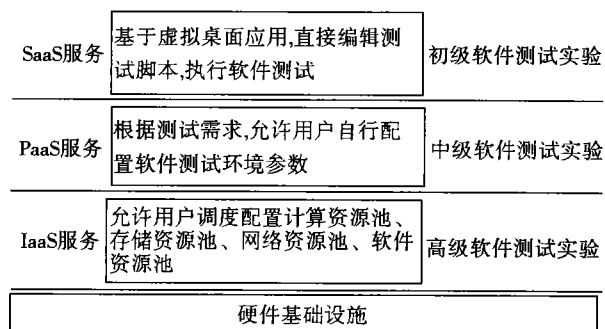 SaaS服务
基于虚拟桌面应用,直接编辑测
试脚本,执行软件测试
初级软件测试实验
PaaS服务
根据测试需求,允许用户自行配
置软件测试环境参数
中级软件测试实验
IaaS服务
允许用户调度配置计算资源池、
存储资源池、网络资源池、软件
资源池
高级软件测试实验
硬件基础设施